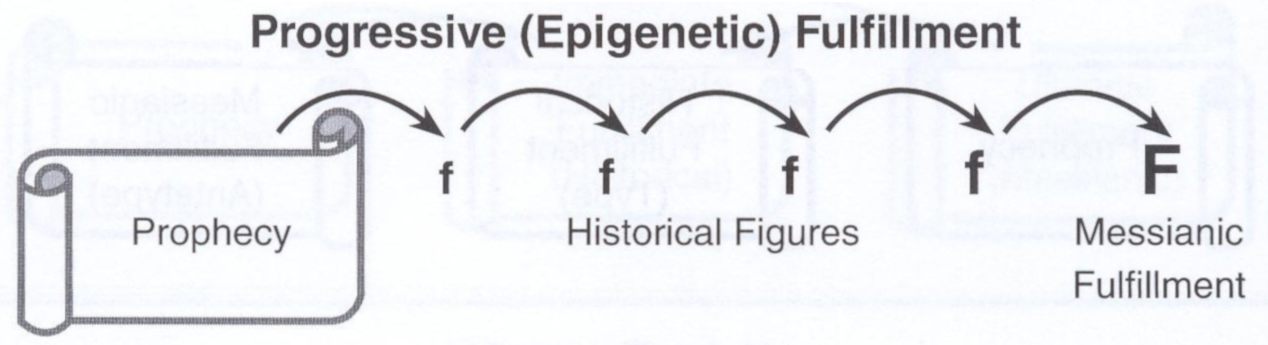 Progressive (Epigenetic) Fulfillment
f f f f F
Prophecy Historical Figures Messianic
Fulfillment